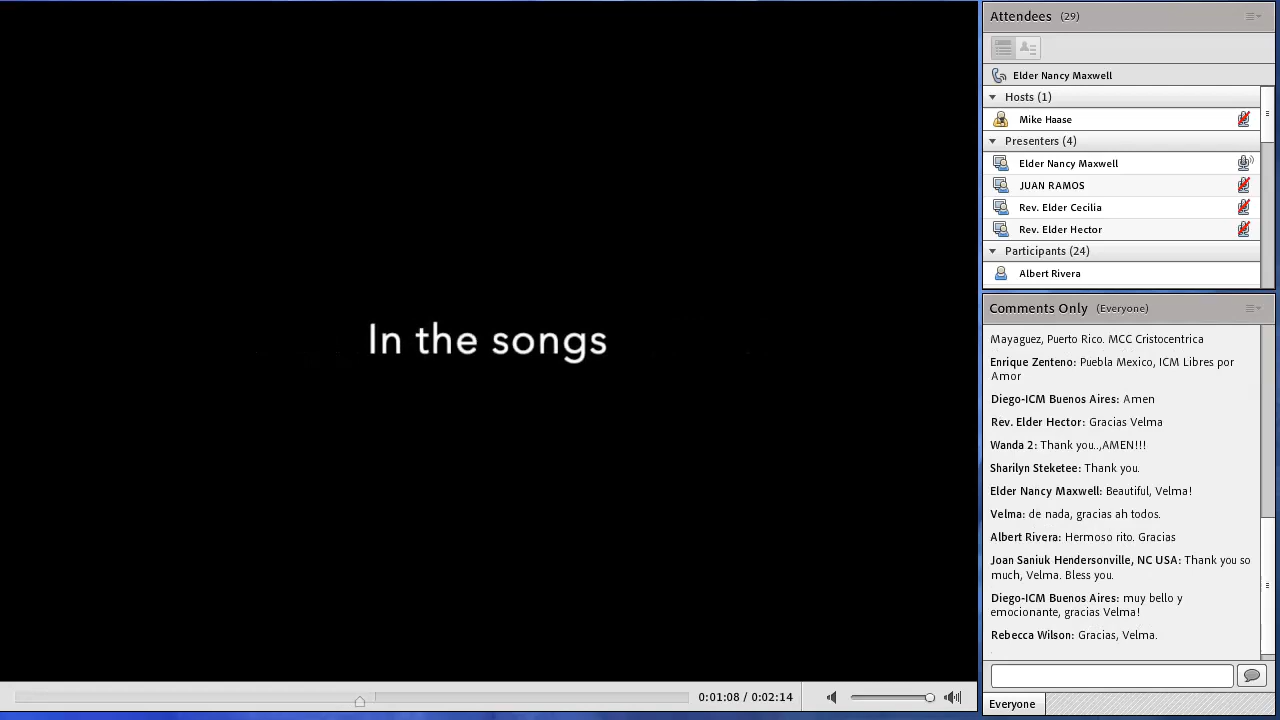 In the songs
0:01:08 / 0:02:14
Attendees (29)
Elder Nancy Maxwell
Hosts (1)
Mike Haase
Presenters (4)
Elder Nancy Maxwell
JUAN RAMOS
Rev. Elder Cecilia
Rev. Elder Hector
Participants (24)
Albert Rivera
Comments Only (Everyone)
Mayaguez, Puerto Rico. MCC Cristocentrica
Enrique Zenteno: Puebla Mexico, ICM Libres por
Amor
Diego-ICM Buenos Aires: Amen
Rev. Elder Hector: Gracias Velma
Wanda 2: Thank you..,AMEN!!!
Sharilyn Steketee: Thank you.
Elder Nancy Maxwell: Beautiful, Velma!
Velma: de nada, gracias ah todos.
Albert Rivera: Hermoso rito. Gracias
Joan Saniuk Hendersonville, NC USA: Thank you so
much, Velma. Bless you.
Diego-ICM Buenos Aires: muy bello y
emocionante, gracias Velma!
Rebecca Wilson: Gracias, Velma.
Everyone